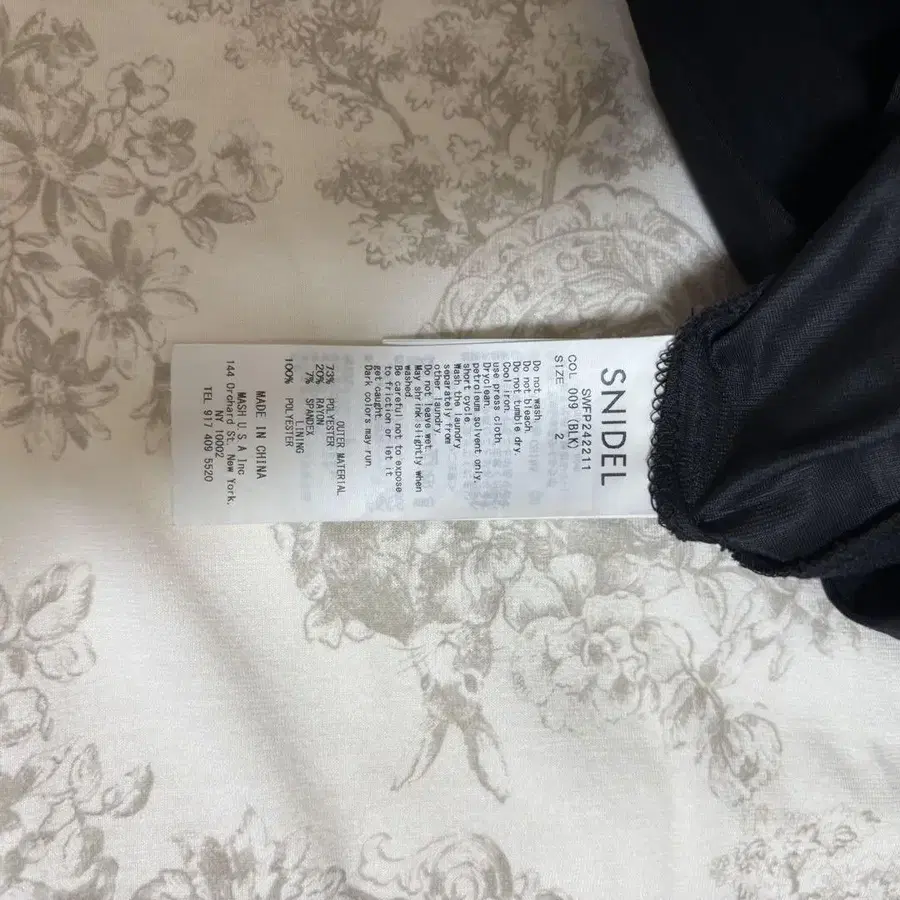 SNIDEL
SWFP242211
COL 009 (BLK)
SIZE 2
Do not wash.
Do not bleach.
Do not tumble dry.
Cool iron.
use press cloth.
Dryclean.
petroleum solvent only.
short cycle.
Wash the laundry
separately from
other laundry.
Do not leave wet.
May shrink slightly when
washed.
Be careful not to expose
to friction or let it
get caught.
Dark colors may run.
OUTER MATERIAL
73% POLYESTER
20% RAYON
7% SPANDEX
LINING
100% POLYESTER
MADE IN CHINA
MASH U S A Inc
144 Orchard St. New York.
NY 10002
TEL 917 409 5520